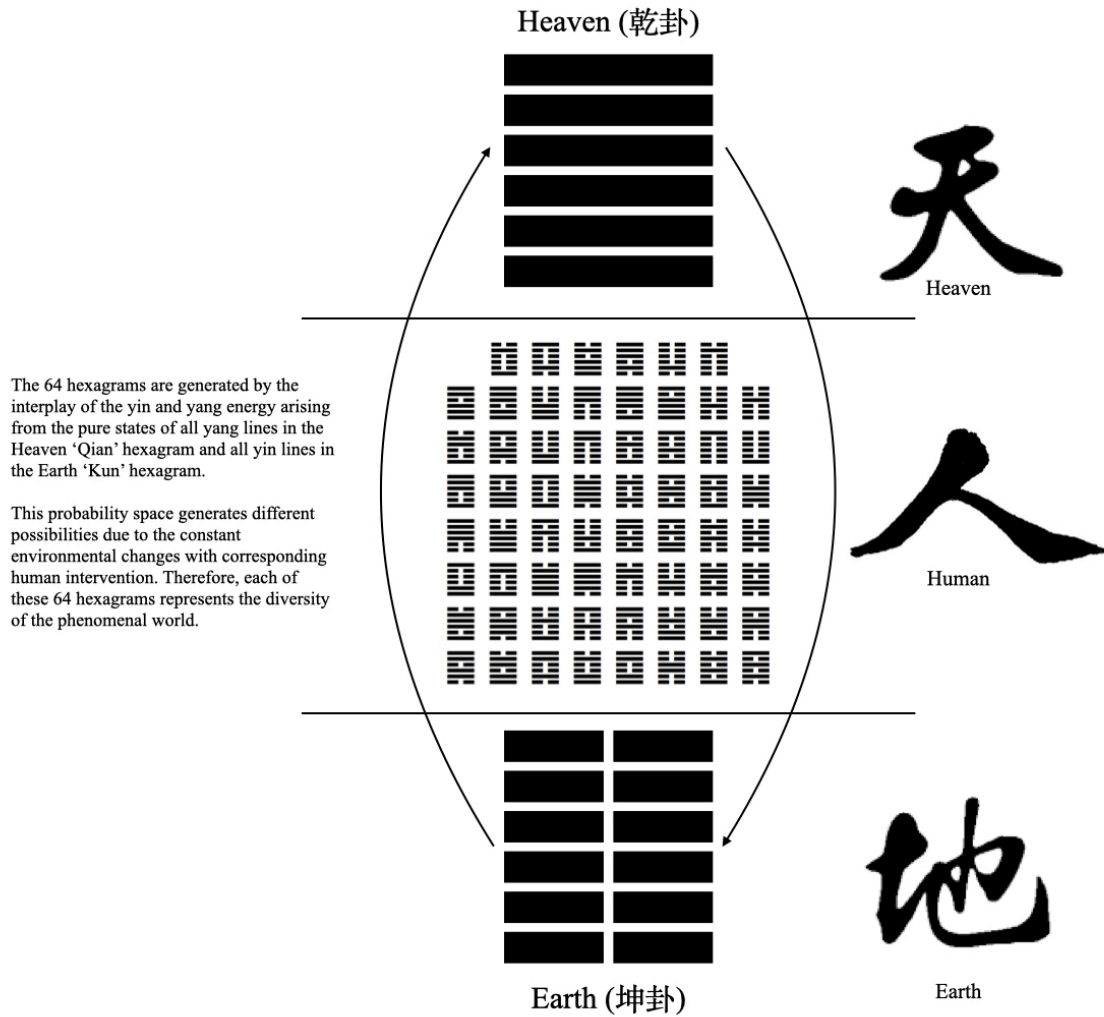 Heaven (乾卦)
天
Heaven
The 64 hexagrams are generated by the
interplay of the yin and yang energy arising
from the pure states of all yang lines in the
Heaven ‘Qian’ hexagram and all yin lines in
the Earth ‘Kun’ hexagram.
This probability space generates different
possibilities due to the constant
environmental changes with corresponding
human intervention. Therefore, each of
these 64 hexagrams represents the diversity
of the phenomenal world.
人
Human
地
Earth
Earth (坤卦)